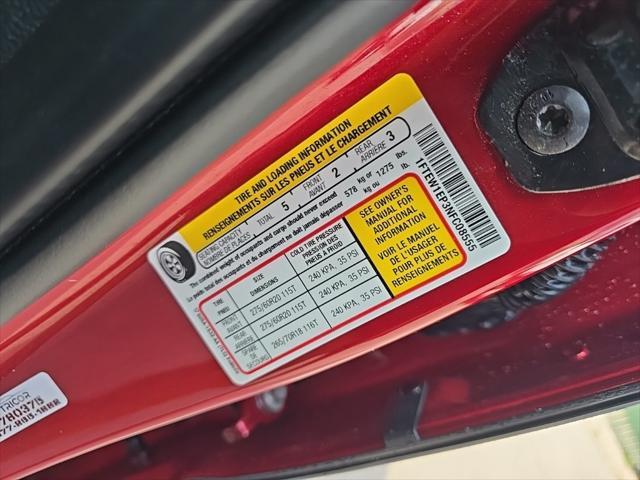 TIRE AND LOADING INFORMATION
RENSEIGNEMENTS SUR LES PNEUS ET LE CHARGEMENT
SEATING CAPACITY
NOMBRE DE PLACES
TOTAL 5
FRONT
AVANT 2
REAR
ARRIÈRE 3
The combined weight of occupants and cargo should never exceed 578 kg or 1275 lbs.
Le poids total des occupants et du chargement ne doit jamais dépasser kg ou lb.
TIRE
PNEU
SIZE
DIMENSIONS
COLD TIRE PRESSURE
PRESSION DES
PNEUS À FROID
FRONT
AVANT
275/60R20 115T
240 KPA, 35 PSI
REAR
ARRIÈRE
275/60R20 115T
240 KPA, 35 PSI
SPARE
DE
SECOURS
265/70R18 116T
240 KPA, 35 PSI
SEE OWNER'S
MANUAL FOR
ADDITIONAL
INFORMATION
VOIR LE MANUEL
DE L'USAGER
POUR PLUS DE
RENSEIGNEMENTS
1FTEW1EP3NFC08555
TRICOR